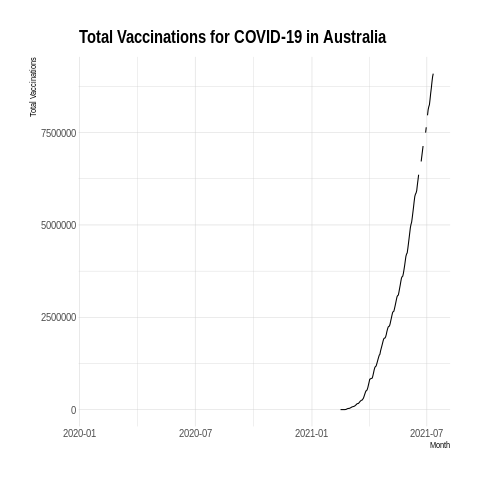 Total Vaccinations for COVID-19 in Australia
Total Vaccinations
7500000
5000000
2500000
0
2020-01 2020-07 2021-01 2021-07
Month